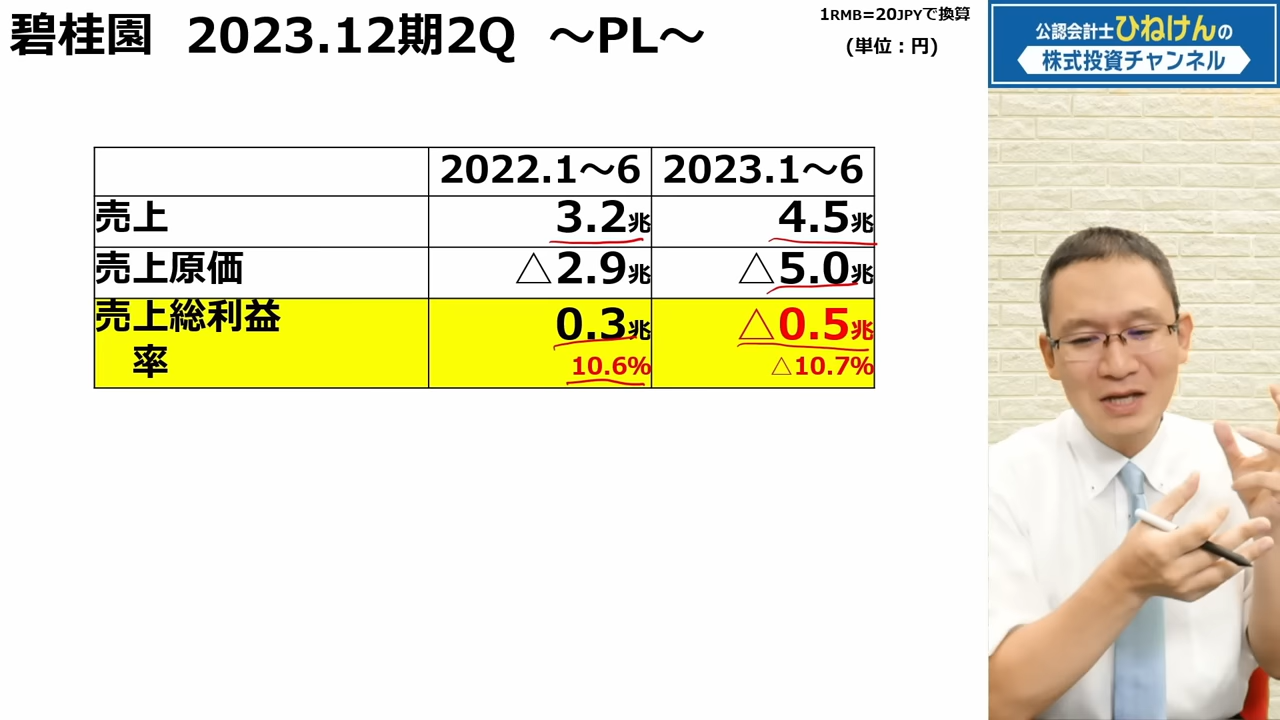 碧桂園 2023.12期2Q ～PL～
1RMB=20JPYで換算
(単位：円)
公認会計士ひねけんの
株式投資チャンネル
2022.1～6 2023.1～6
売上 3.2兆 4.5兆
売上原価 △2.9兆 △5.0兆
売上総利益 0.3兆 △0.5兆
率 10.6% △10.7%